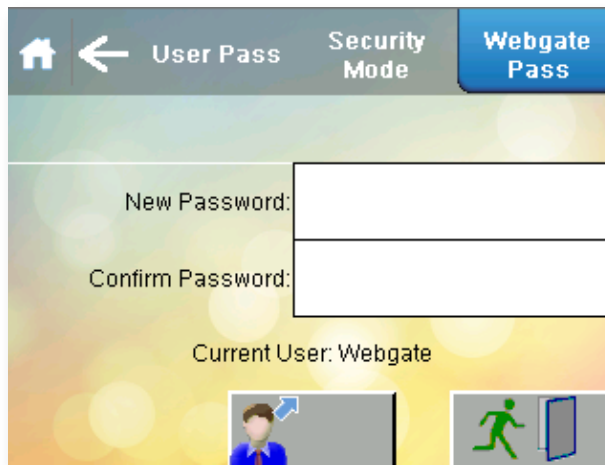 User Pass
Security
Mode
Webgate
Pass
New Password:
Confirm Password:
Current User: Webgate